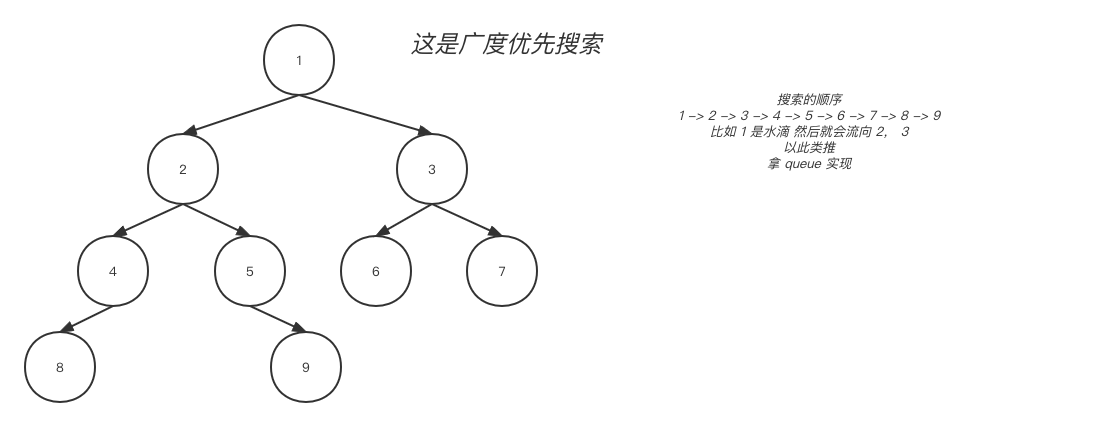 1
这是广度优先搜索
搜索的顺序
1 -> 2 -> 3 -> 4 -> 5 -> 6 -> 7 -> 8 -> 9
比如 1 是水滴 然后就会流向 2， 3
以此类推
拿 queue 实现
2
3
4
5
6
7
8
9